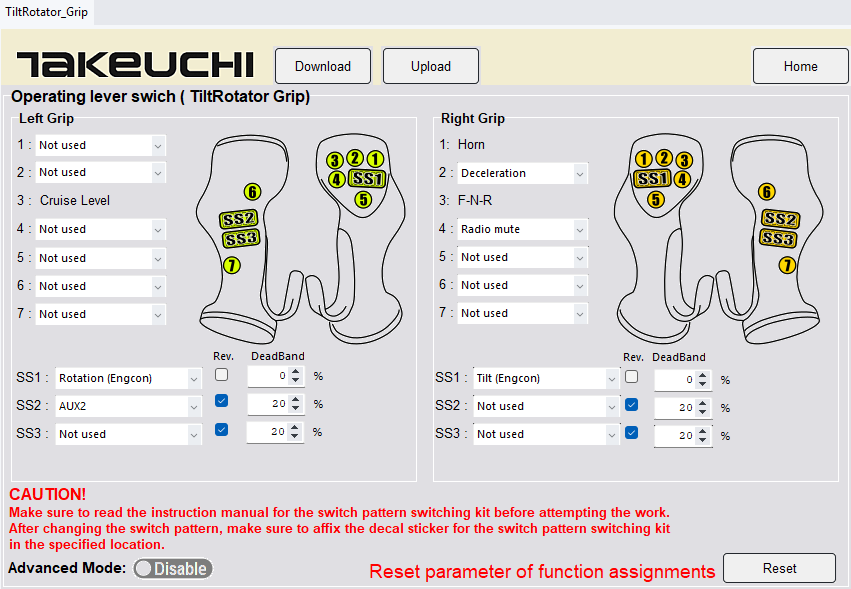 TiltRotator_Grip
TAKEUCHI
Download
Upload
Home
Operating lever swich ( TiltRotator Grip)
Left Grip
1 : Not used
2 : Not used
3 : Cruise Level
4 : Not used
5 : Not used
6 : Not used
7 : Not used
6
SS2
SS3
7
3 2 1
4 SS1
5
Rev. DeadBand
SS1 : Rotation (Engcon) 0 %
SS2 : AUX2 20 %
SS3 : Not used 20 %
Right Grip
1: Horn
2 : Deceleration
3: F-N-R
4 : Radio mute
5 : Not used
6 : Not used
7 : Not used
1 2 3
SS1 4
5
6
SS2
SS3
7
Rev. DeadBand
SS1 : Tilt (Engcon) 0 %
SS2 : Not used 20 %
SS3 : Not used 20 %
CAUTION!
Make sure to read the instruction manual for the switch pattern switching kit before attempting the work.
After changing the switch pattern, make sure to affix the decal sticker for the switch pattern switching kit
in the specified location.
Advanced Mode: Disable
Reset parameter of function assignments
Reset